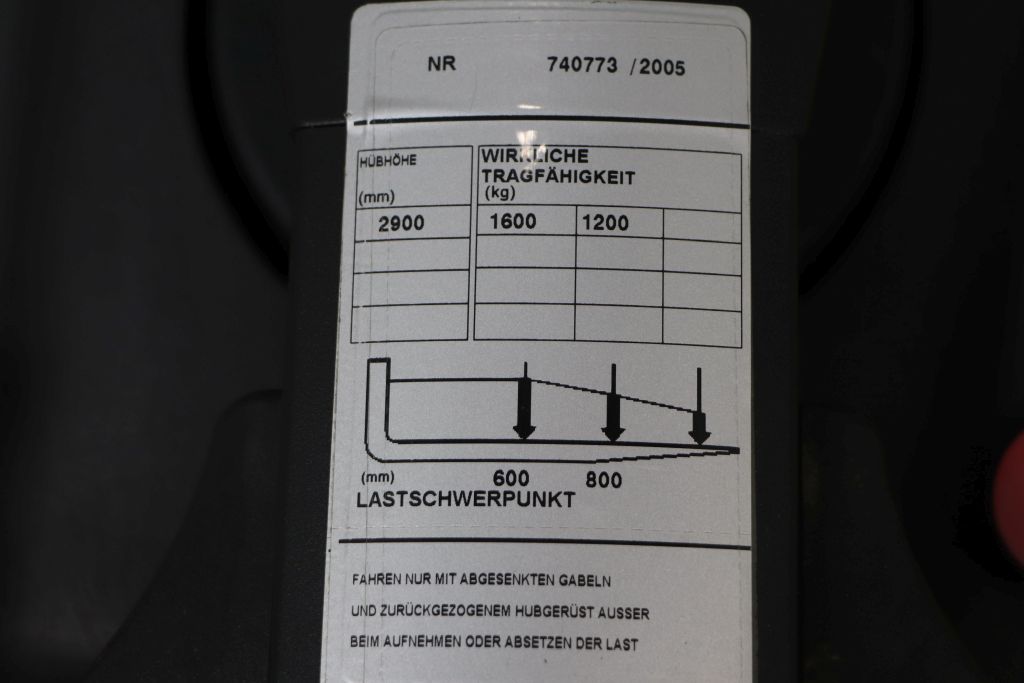 NR 740773 /2005
HÜBHÖHE
(mm)
WIRKLICHE
TRAGFÄHIGKEIT
(kg)
2900 1600 1200
(mm) 600 800
LASTSCHWERPUNKT
FAHREN NUR MIT ABGESENKTEN GABELN
UND ZURÜCKGEZOGENEM HUBGERÜST AUSSER
BEIM AUFNEHMEN ODER ABSETZEN DER LAST